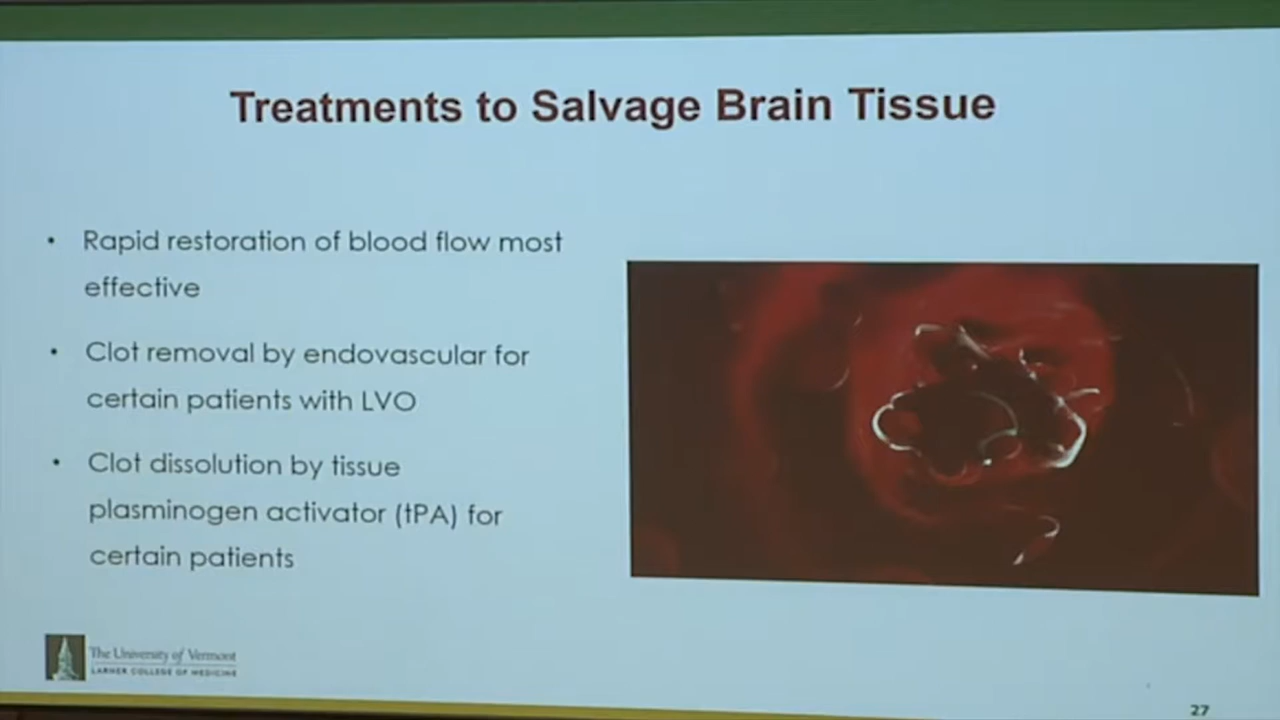 Treatments to Salvage Brain Tissue
• Rapid restoration of blood flow most
effective
• Clot removal by endovascular for
certain patients with LVO
• Clot dissolution by tissue
plasminogen activator (tPA) for
certain patients
The University of Vermont
LARNER COLLEGE OF MEDICINE
27